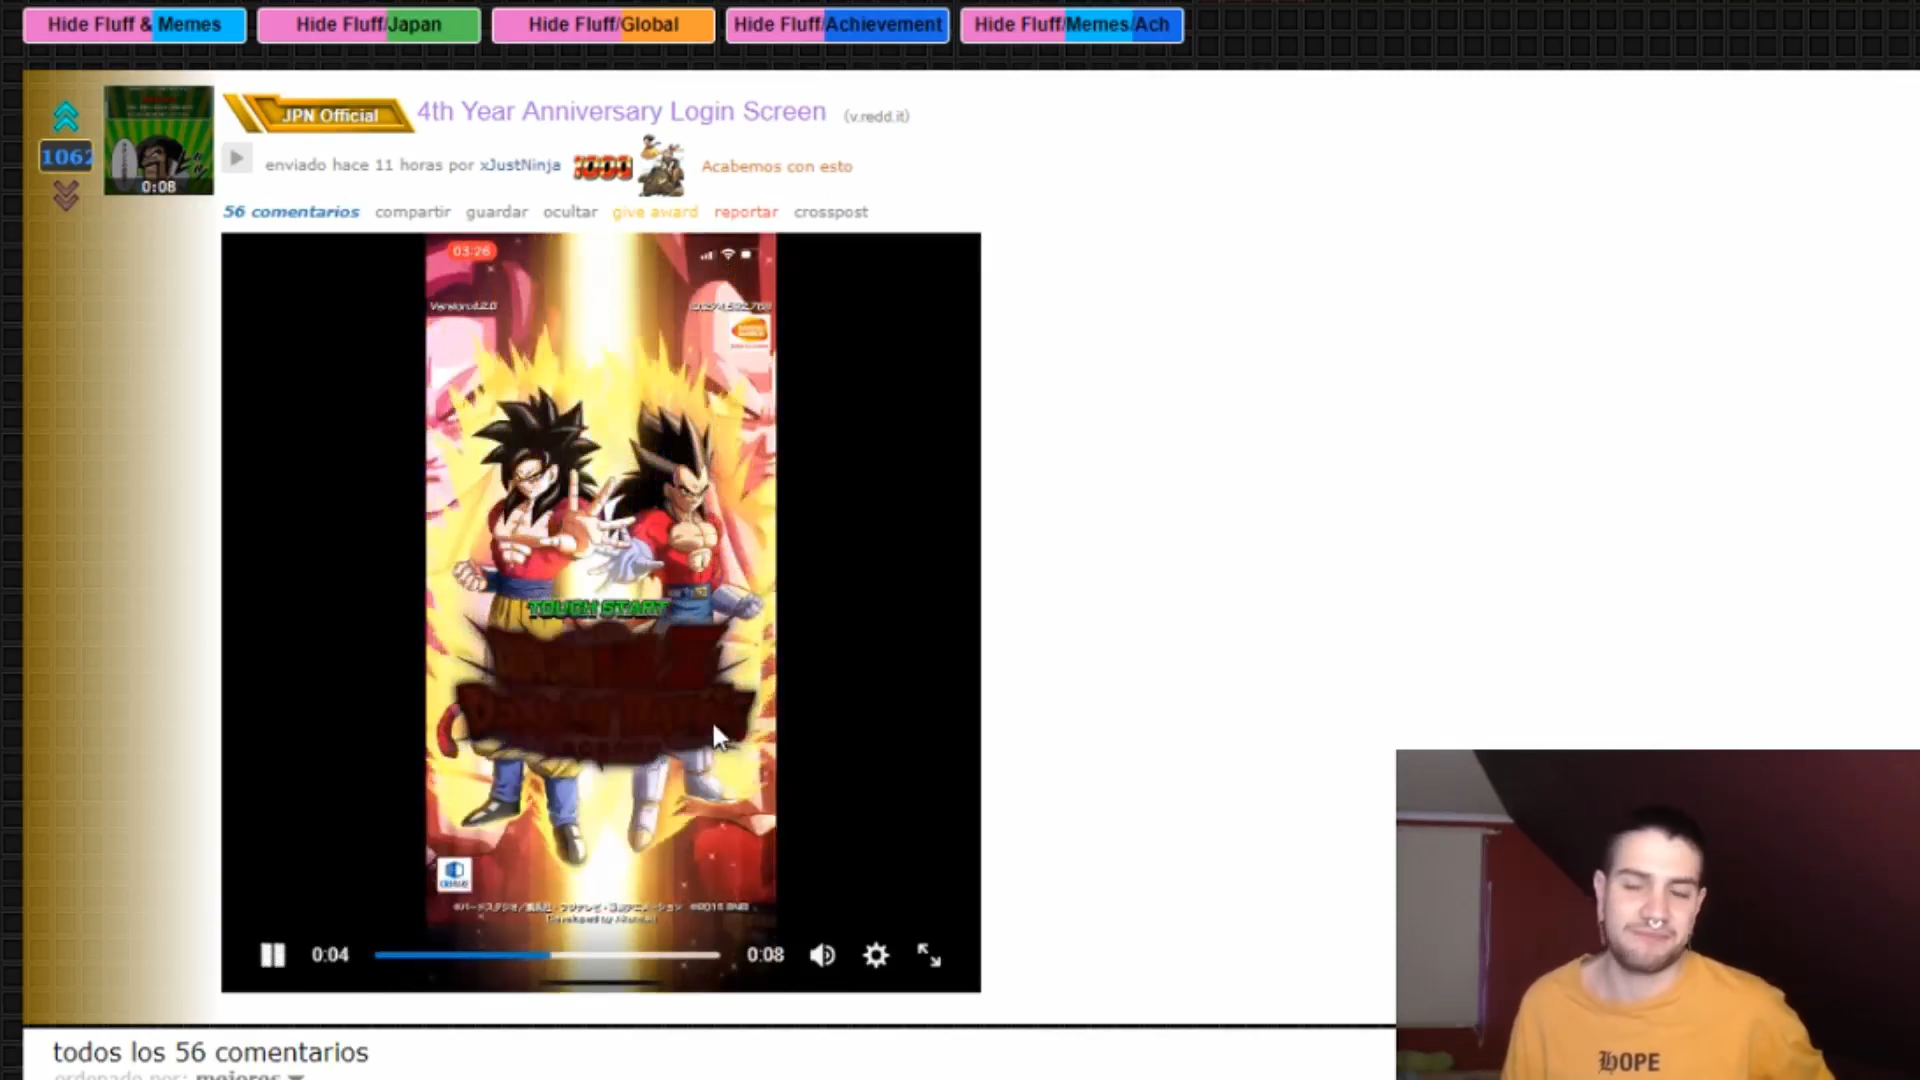 Hide Fluff & Memes
Hide Fluff/Japan
Hide Fluff/Global
Hide Fluff/Achievement
Hide Fluff/Memes/Ach
JPN Official
4th Year Anniversary Login Screen (v.redd.it)
1062
0:08
enviado hace 11 horas por xJustNinja
Acabemos con esto
56 comentarios compartir guardar ocultar give award reportar crosspost
03:26
TOUCH START
0:04
0:08
todos los 56 comentarios
ordenado por: mejores
HOPE